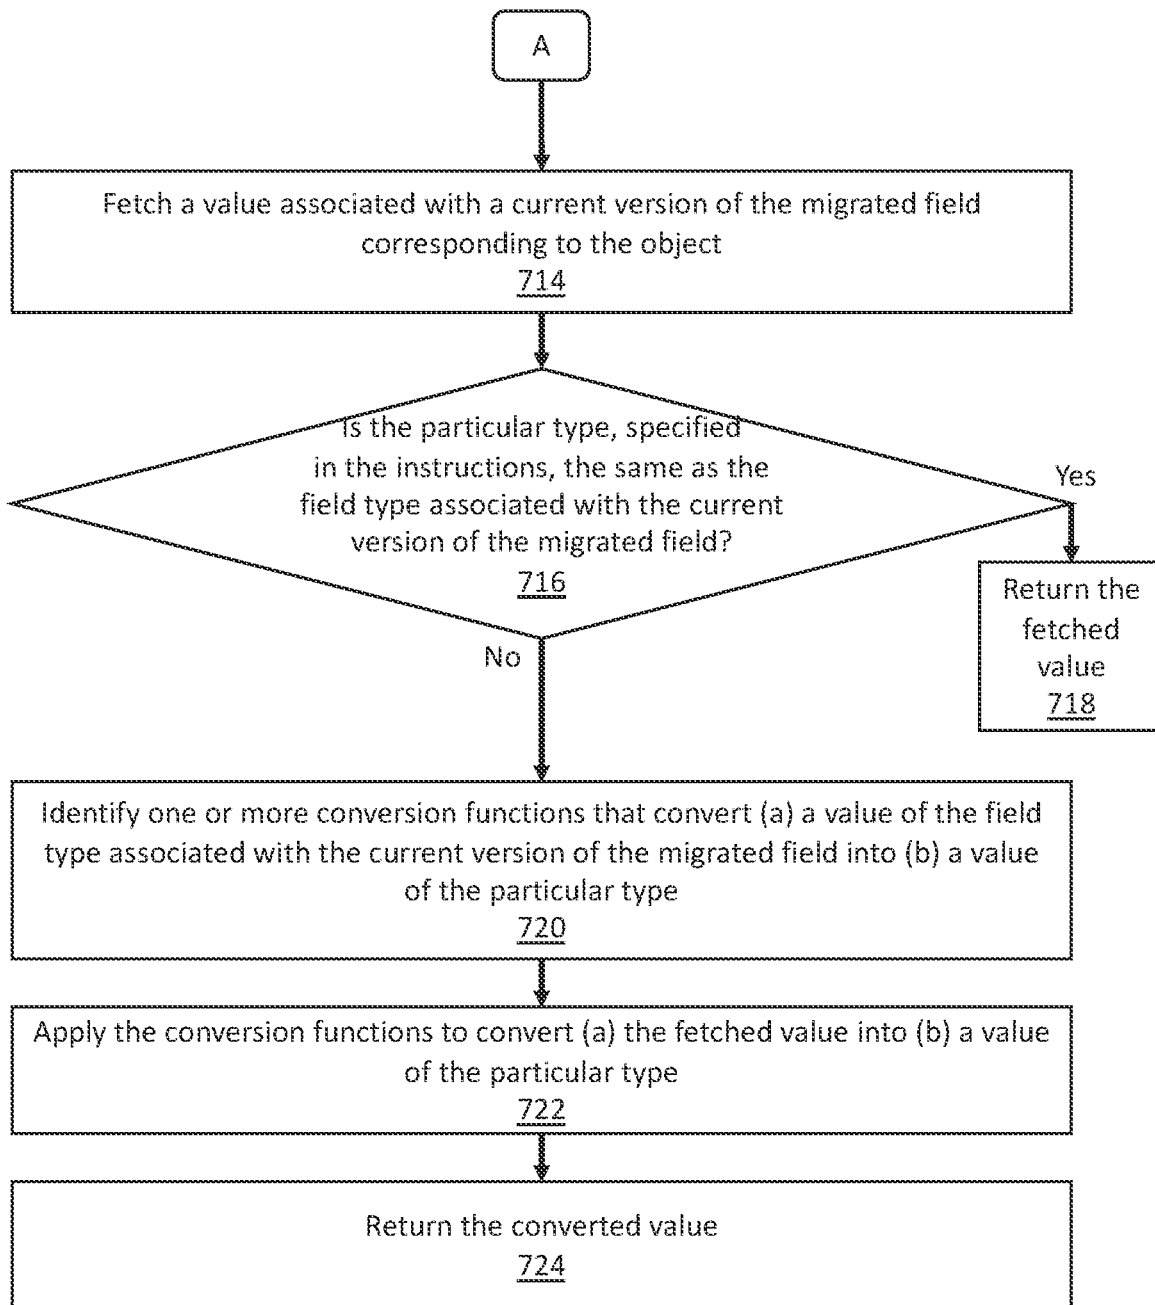 A
Fetch a value associated with a current version of the migrated field
corresponding to the object
714
Is the particular type, specified
in the instructions, the same as the
field type associated with the current
version of the migrated field?
716
Yes
Return the
fetched
value
718
No
Identify one or more conversion functions that convert (a) a value of the field
type associated with the current version of the migrated field into (b) a value
of the particular type
720
Apply the conversion functions to convert (a) the fetched value into (b) a value
of the particular type
722
Return the converted value
724